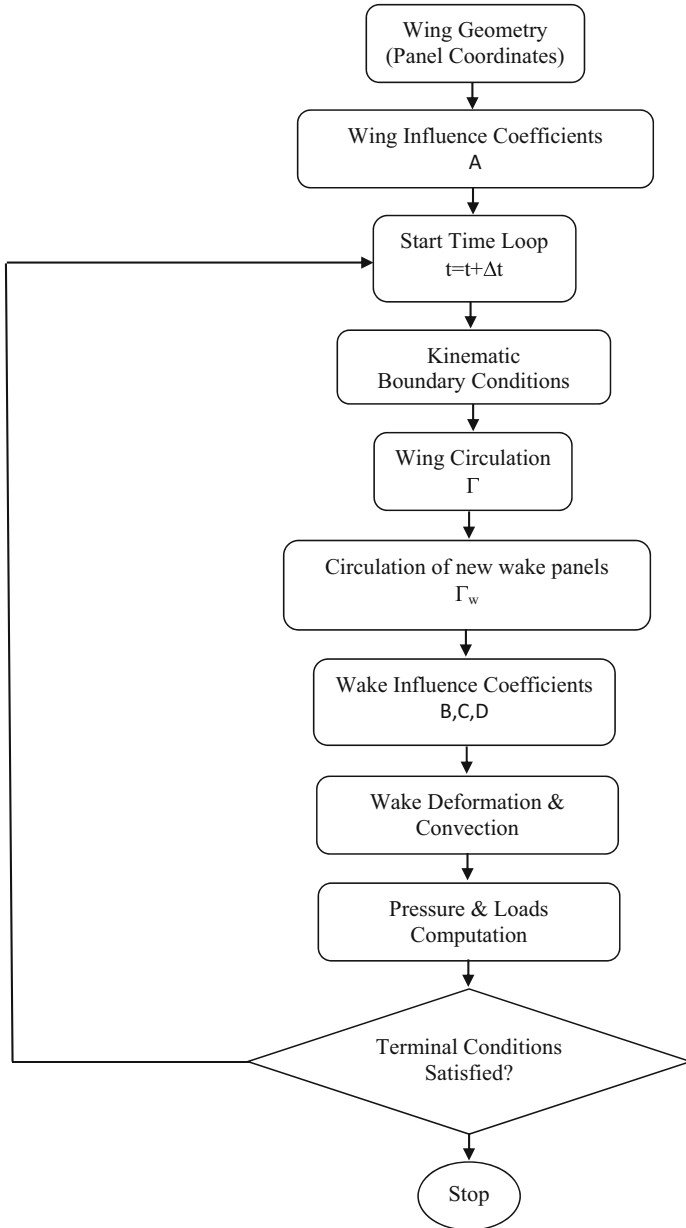 Wing Geometry
(Panel Coordinates)
Wing Influence Coefficients
A
Start Time Loop
t=t+Δt
Kinematic
Boundary Conditions
Wing Circulation
Γ
Circulation of new wake panels
Γw
Wake Influence Coefficients
B,C,D
Wake Deformation &
Convection
Pressure & Loads
Computation
Terminal Conditions
Satisfied?
Stop